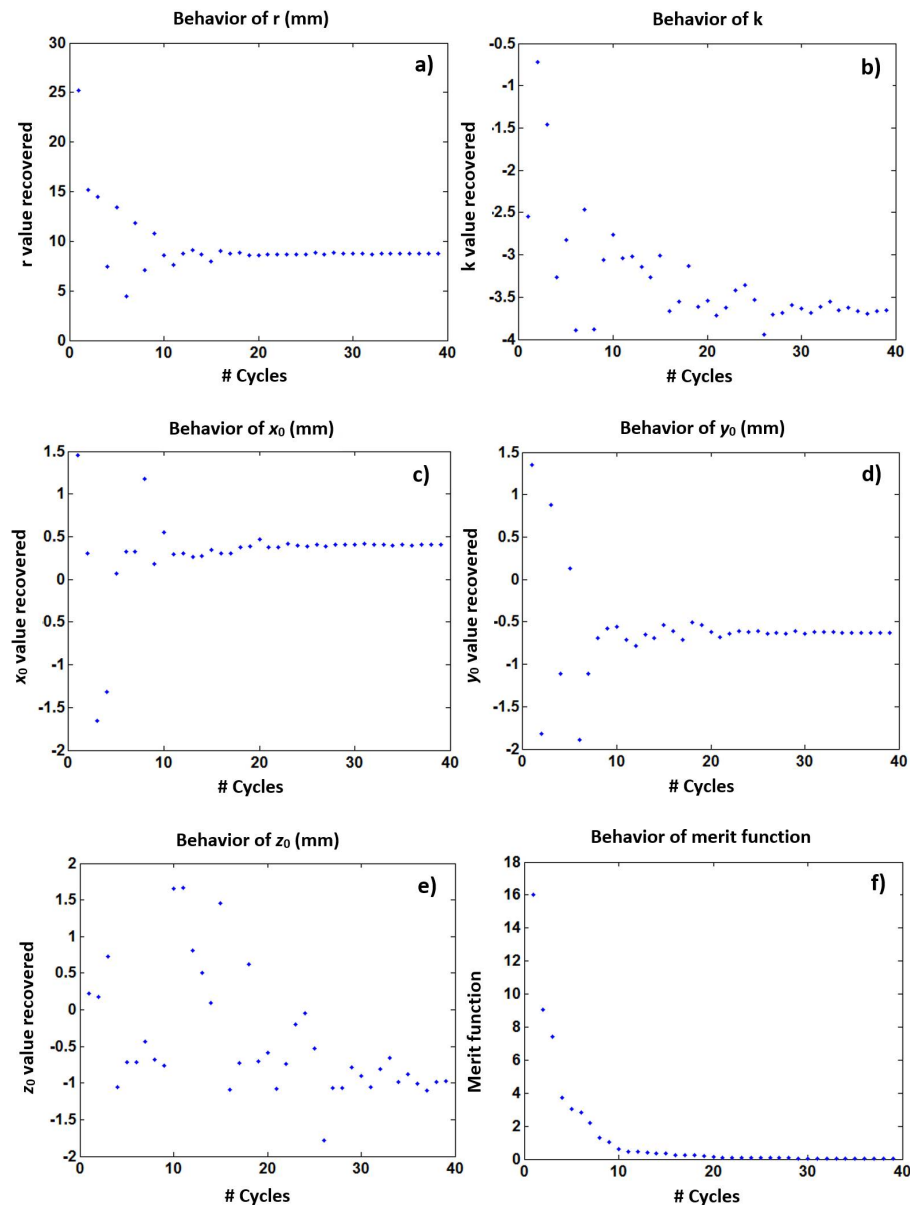 Behavior of r (mm)
a)
30
25
20
15
10
5
0
0 10 20 30 40
r value recovered
# Cycles
Behavior of k
b)
-0.5
-1
-1.5
-2
-2.5
-3
-3.5
-4
0 10 20 30 40
k value recovered
# Cycles
Behavior of x₀ (mm)
c)
1.5
1
0.5
0
0.5
-1
-1.5
-2
0 10 20 30 40
x₀ value recovered
# Cycles
Behavior of y₀ (mm)
d)
1.5
1
0.5
0
-0.5
-1
-1.5
-2
0 10 20 30 40
y₀ value recovered
# Cycles
Behavior of z₀ (mm)
e)
2
1.5
1
0.5
0
-0.5
-1
-1.5
-2
0 10 20 30 40
z₀ value recovered
# Cycles
Behavior of merit function
f)
18
16
14
12
10
8
6
4
2
0
0 10 20 30 40
Merit function
# Cycles